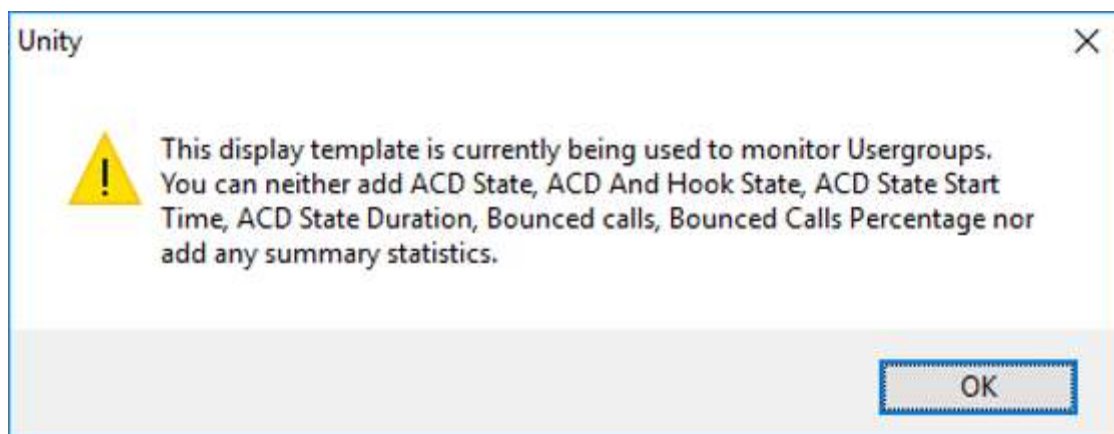 Unity
This display template is currently being used to monitor Usergroups.
You can neither add ACD State, ACD And Hook State, ACD State Start
Time, ACD State Duration, Bounced calls, Bounced Calls Percentage nor
add any summary statistics.
OK